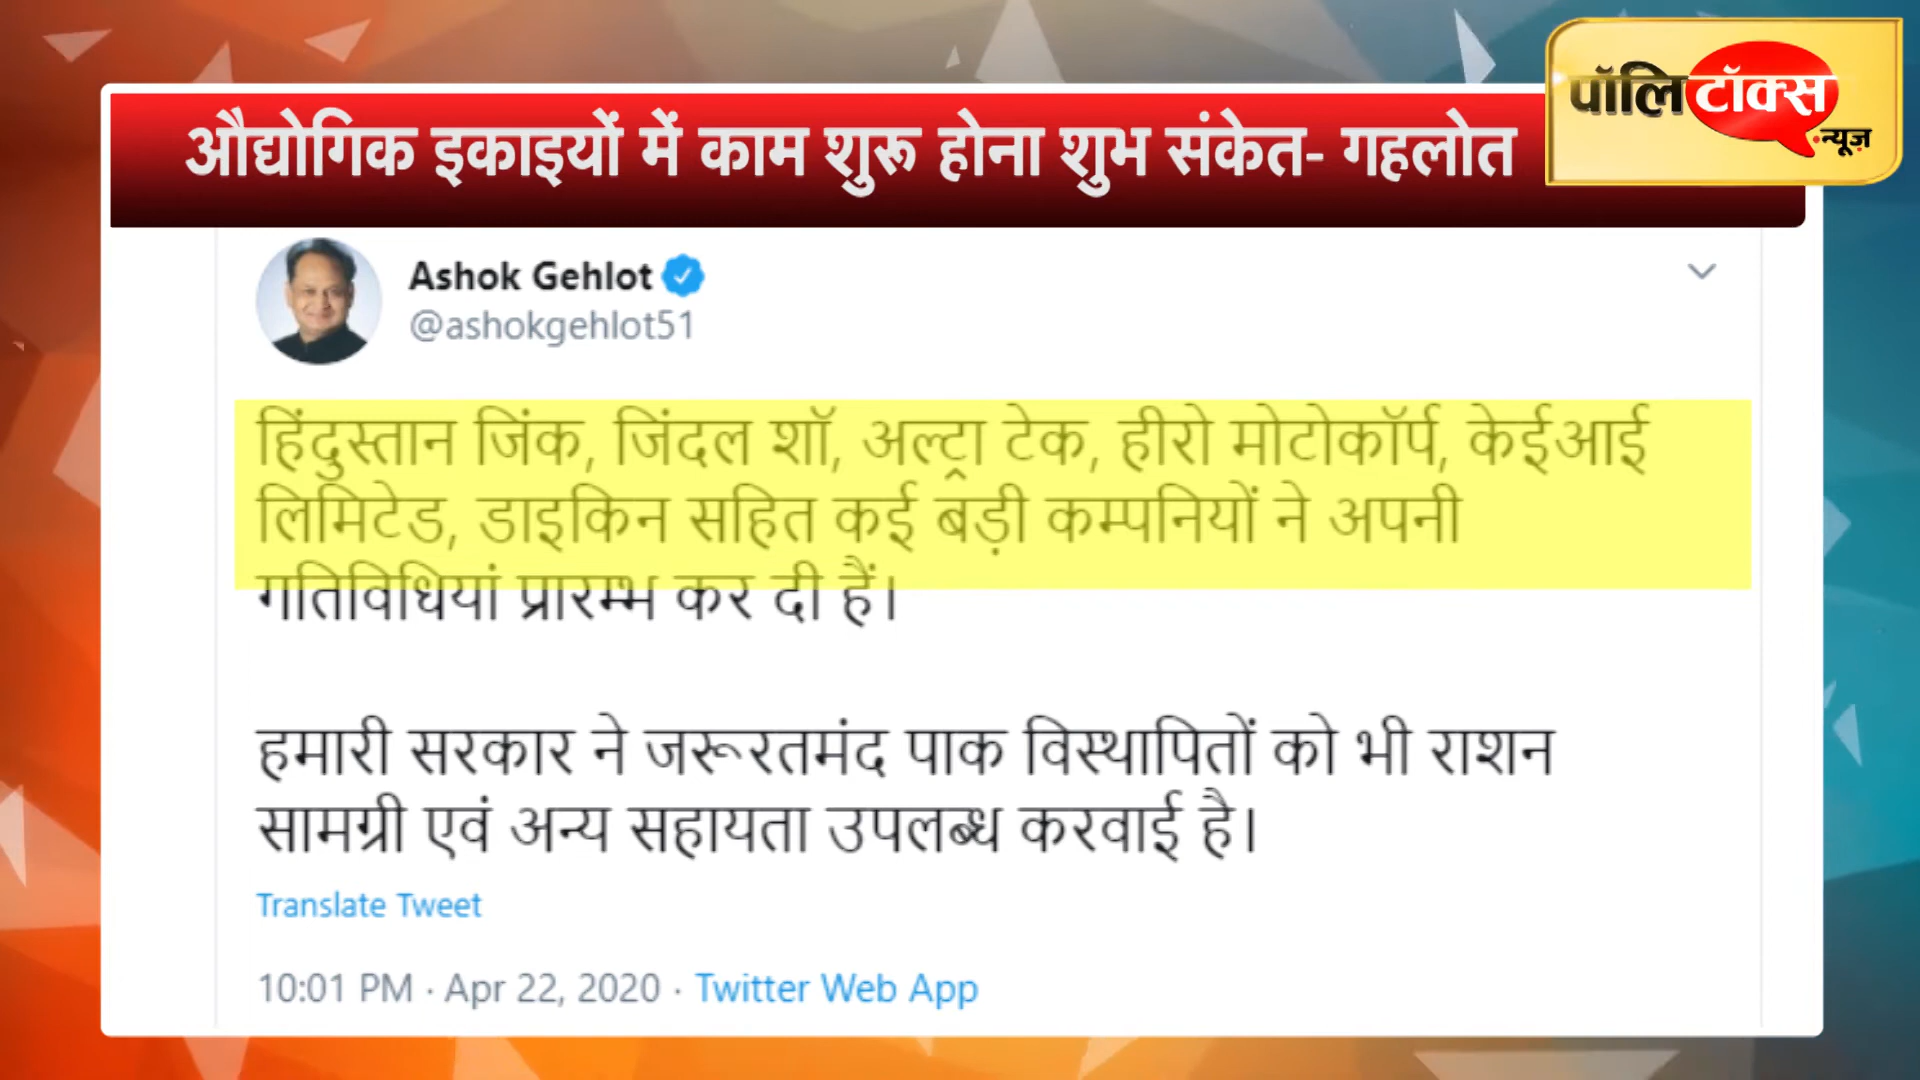 औद्योगिक इकाइयों में काम शुरू होना शुभ संकेत- गहलोत
पॉलिटॉक्स
न्यूज़
Ashok Gehlot
@ashokgehlot51
हिंदुस्तान जिंक, जिंदल शॉ, अल्ट्रा टेक, हीरो मोटोकॉर्प, केईआई
लिमिटेड, डाइकिन सहित कई बड़ी कम्पनियों ने अपनी
गतिविधियां प्रारम्भ कर दी हैं।
हमारी सरकार ने जरूरतमंद पाक विस्थापितों को भी राशन
सामग्री एवं अन्य सहायता उपलब्ध करवाई है।
Translate Tweet
10:01 PM · Apr 22, 2020 · Twitter Web App